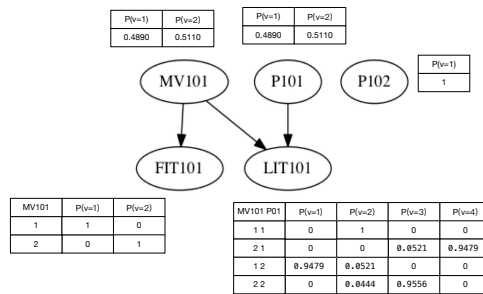 P(v=1) P(v=2)
0.4890 0.5110
P(v=1) P(v=2)
0.4890 0.5110
P(v=1)
1
MV101 P101 P102
FIT101 LIT101
MV101 P(v=1) P(v=2)
1 1 0
2 0 1
MV101 P01 P(v=1) P(v=2) P(v=3) P(v=4)
1 1 0 1 0 0
2 1 0 0 0.0521 0.9479
1 2 0.9479 0.0521 0 0
2 2 0 0.0444 0.9556 0